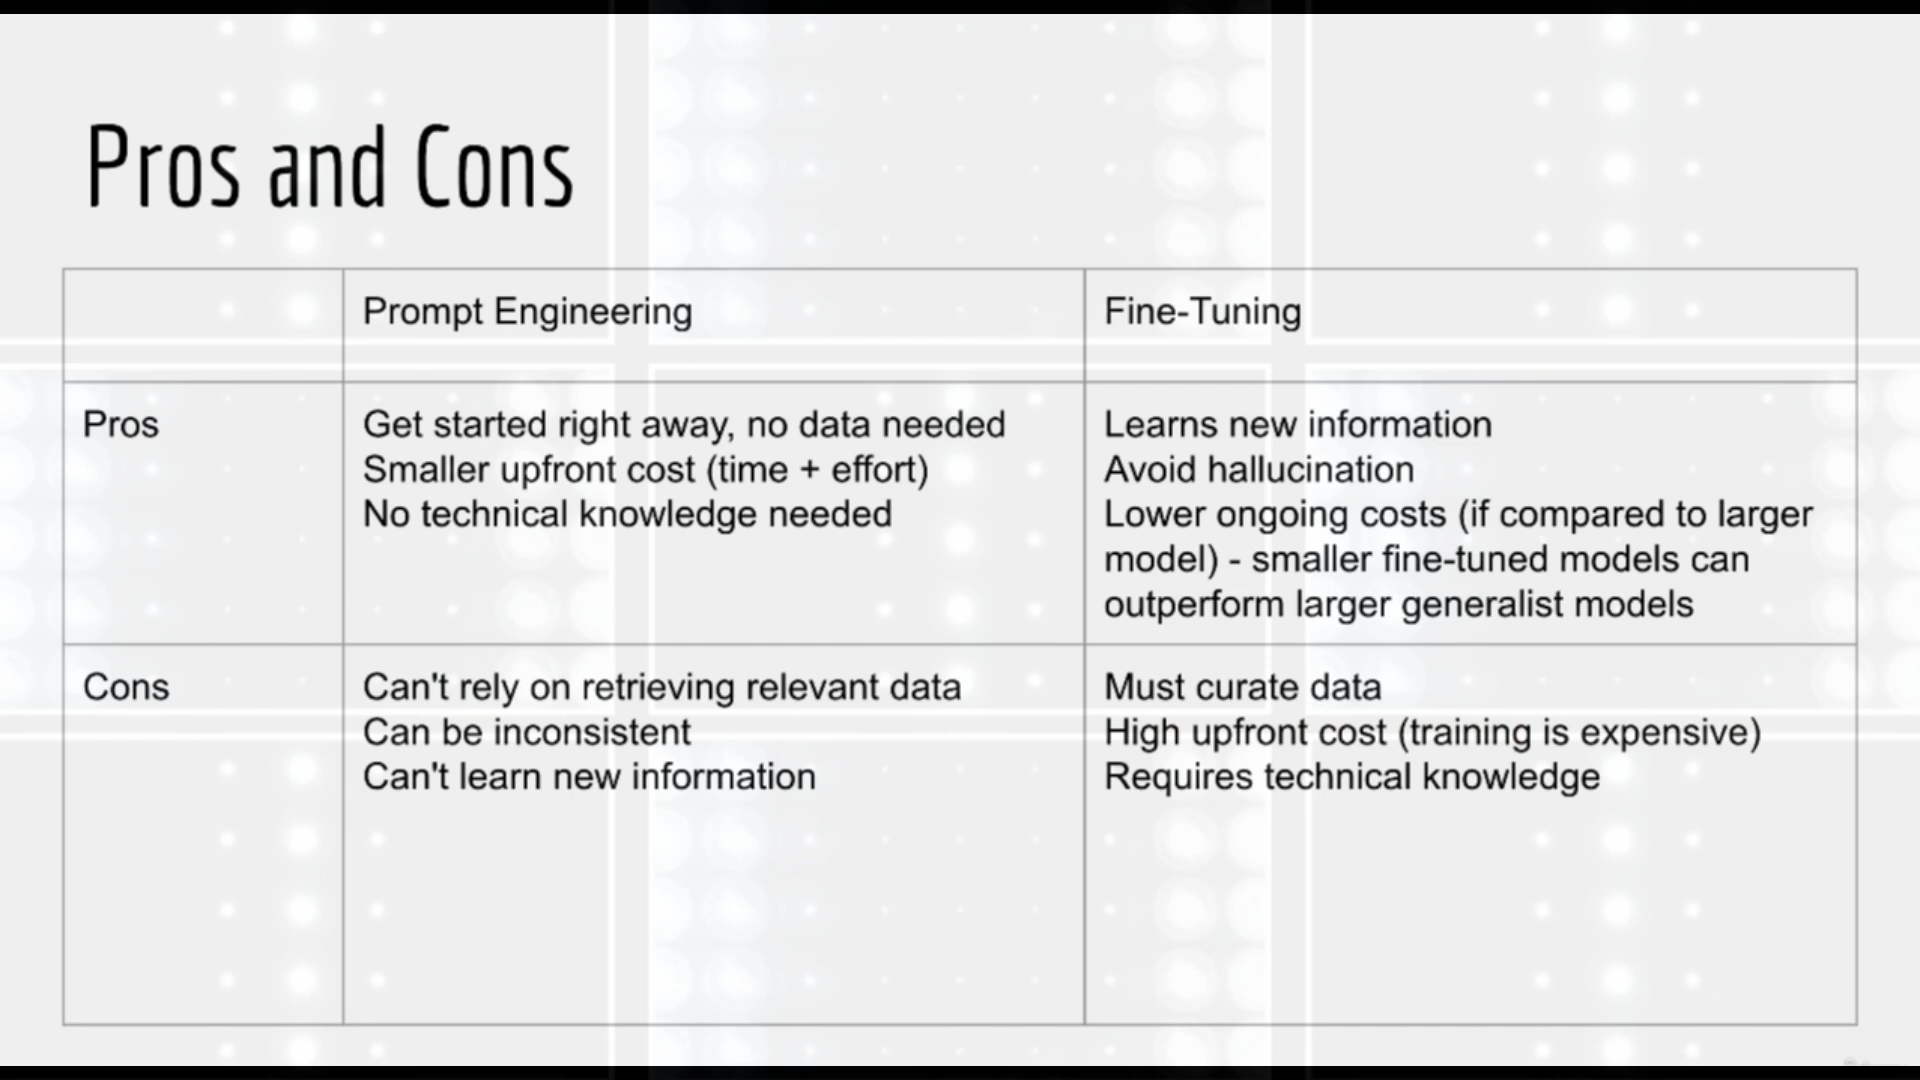 Pros and Cons
Prompt Engineering
Fine-Tuning
Pros
Get started right away, no data needed
Smaller upfront cost (time + effort)
No technical knowledge needed
Learns new information
Avoid hallucination
Lower ongoing costs (if compared to larger
model) - smaller fine-tuned models can
outperform larger generalist models
Cons
Can't rely on retrieving relevant data
Can be inconsistent
Can't learn new information
Must curate data
High upfront cost (training is expensive)
Requires technical knowledge